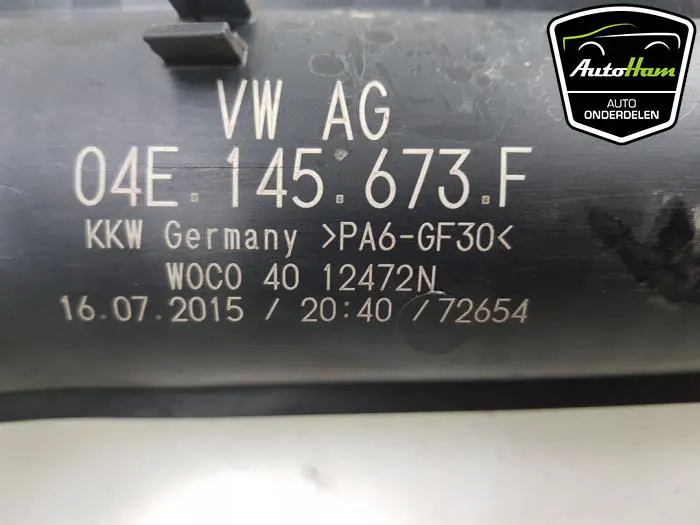 VW AG
04E.145.673.F
KKW Germany >PA6-GF30<
WOCO 40 12472N
16.07.2015 / 20:40 /72654
AutoHam
AUTO
ONDERDELEN